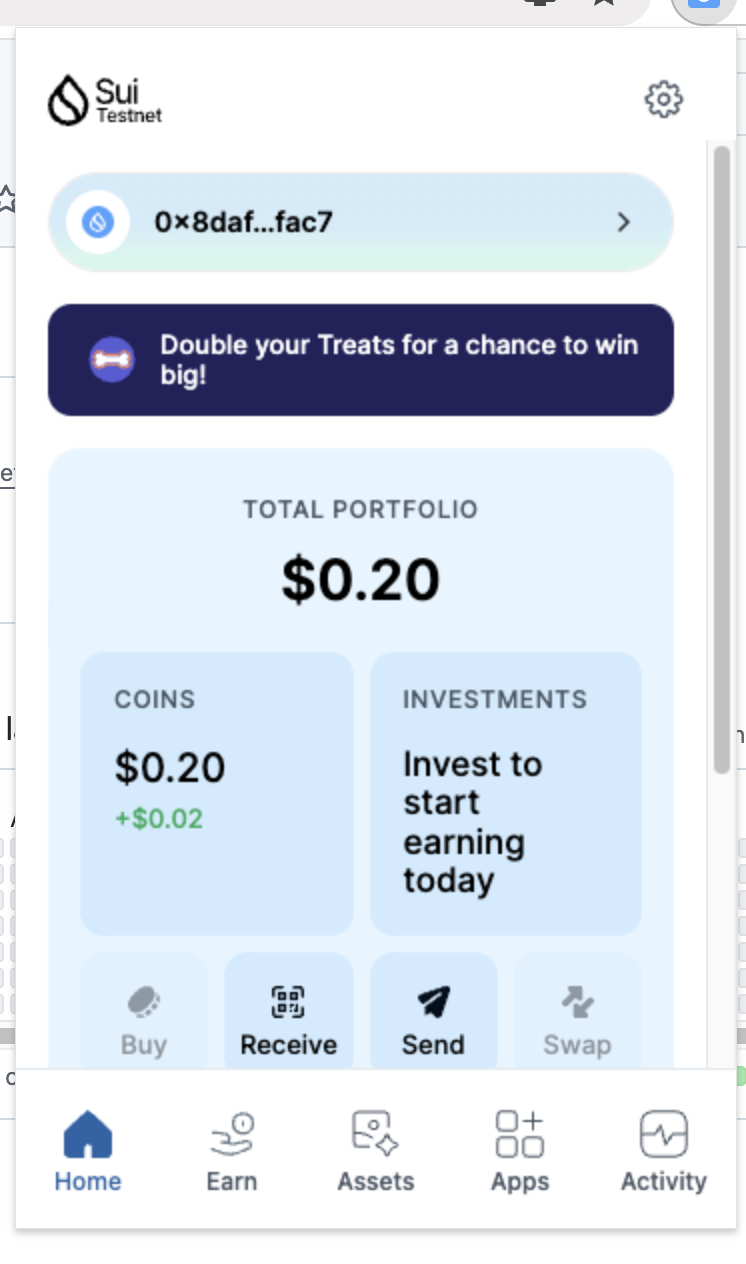 Sui
Testnet
0×8daf...fac7
Double your Treats for a chance to win
big!
TOTAL PORTFOLIO
$0.20
COINS
$0.20
+$0.02
INVESTMENTS
Invest to
start
earning
today
Buy
Receive
Send
Swap
Home
Earn
Assets
Apps
Activity